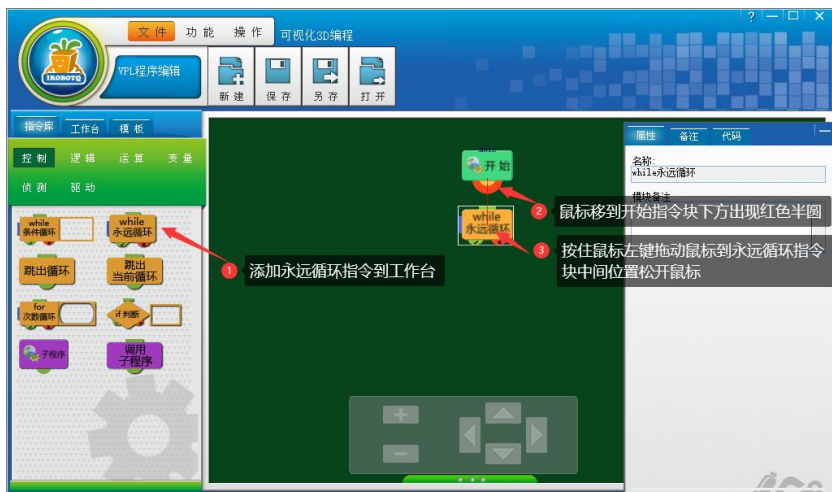 文件 功能 操作 可视化3D编程
? — □ X
IROBOTQ
VPL程序编辑
新建 保存 另存 打开
指令库 工作台 模板
控制 逻辑 运算 变量
侦测 驱动
while
条件循环
while
永远循环
跳出循环
跳出
当前循环
for
次数循环
if 判断
子程序
调用
子程序
1 添加永远循环指令到工作台
开始
while
永远循环
2 鼠标移到开始指令块下方出现红色半圆
3 按住鼠标左键拖动鼠标到永远循环指令
块中间位置松开鼠标
属性 备注 代码
名称:
while永远循环
模块备注